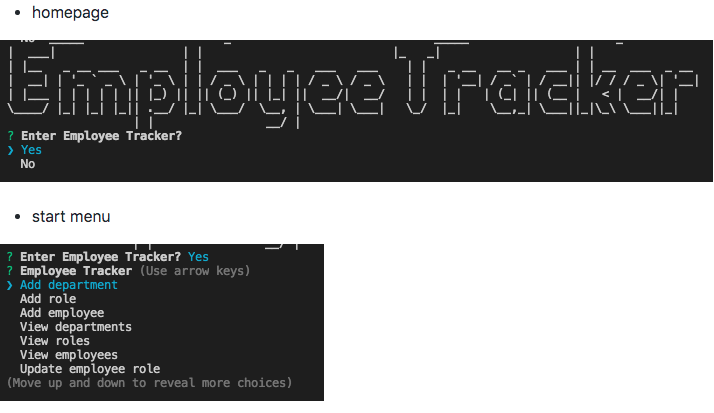 • homepage
EmployeeTracker
? Enter Employee Tracker?
❯ Yes
No
• start menu
? Enter Employee Tracker? Yes
? Employee Tracker (Use arrow keys)
❯ Add department
Add role
Add employee
View departments
View roles
View employees
Update employee role
(Move up and down to reveal more choices)